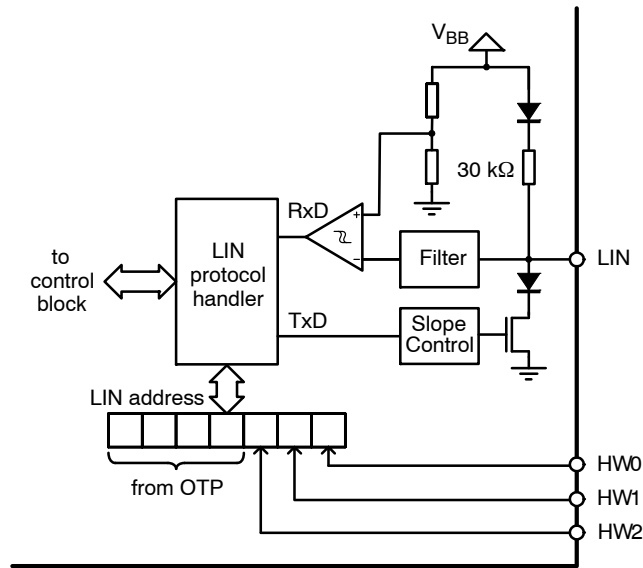 VBB
30 kΩ
RxD
+
−
LIN
protocol
handler
to
control
block
Filter
LIN
TxD
Slope
Control
LIN address
from OTP
HW0
HW1
HW2